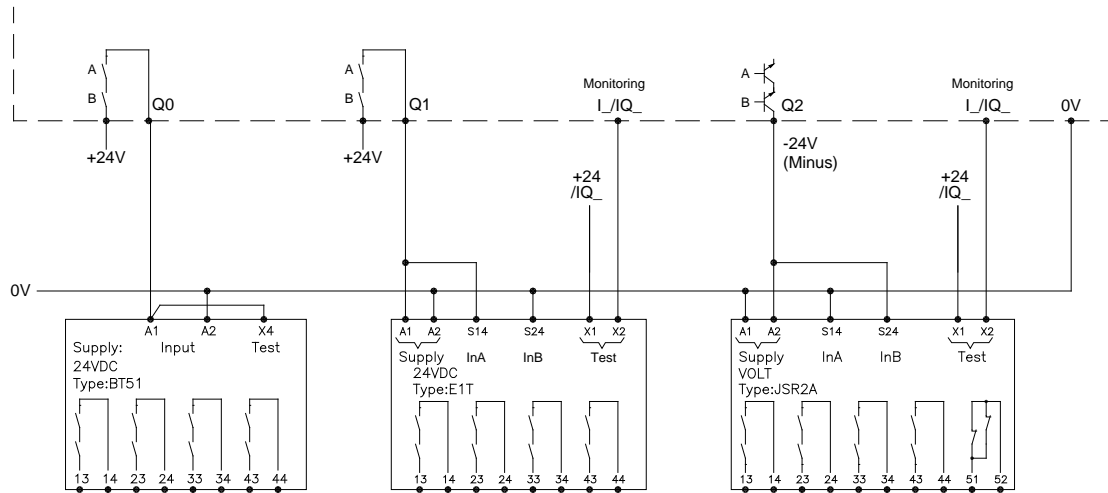 A
B
Q0
+24V
A
B
Q1
+24V
Monitoring
I_/IQ_
+24
/IQ_
A
B
Q2
-24V
(Minus)
Monitoring
I_/IQ_
+24
/IQ_
0V
0V
A1 A2 X4
Supply: Input Test
24VDC
Type:BT51
13 14 23 24 33 34 43 44
A1 A2 S14 S24 X1 X2
Supply InA InB Test
24VDC
Type:E1T
13 14 23 24 33 34 43 44
A1 A2 S14 S24 X1 X2
Supply InA InB Test
VOLT
Type:JSR2A
13 14 23 24 33 34 43 44 51 52